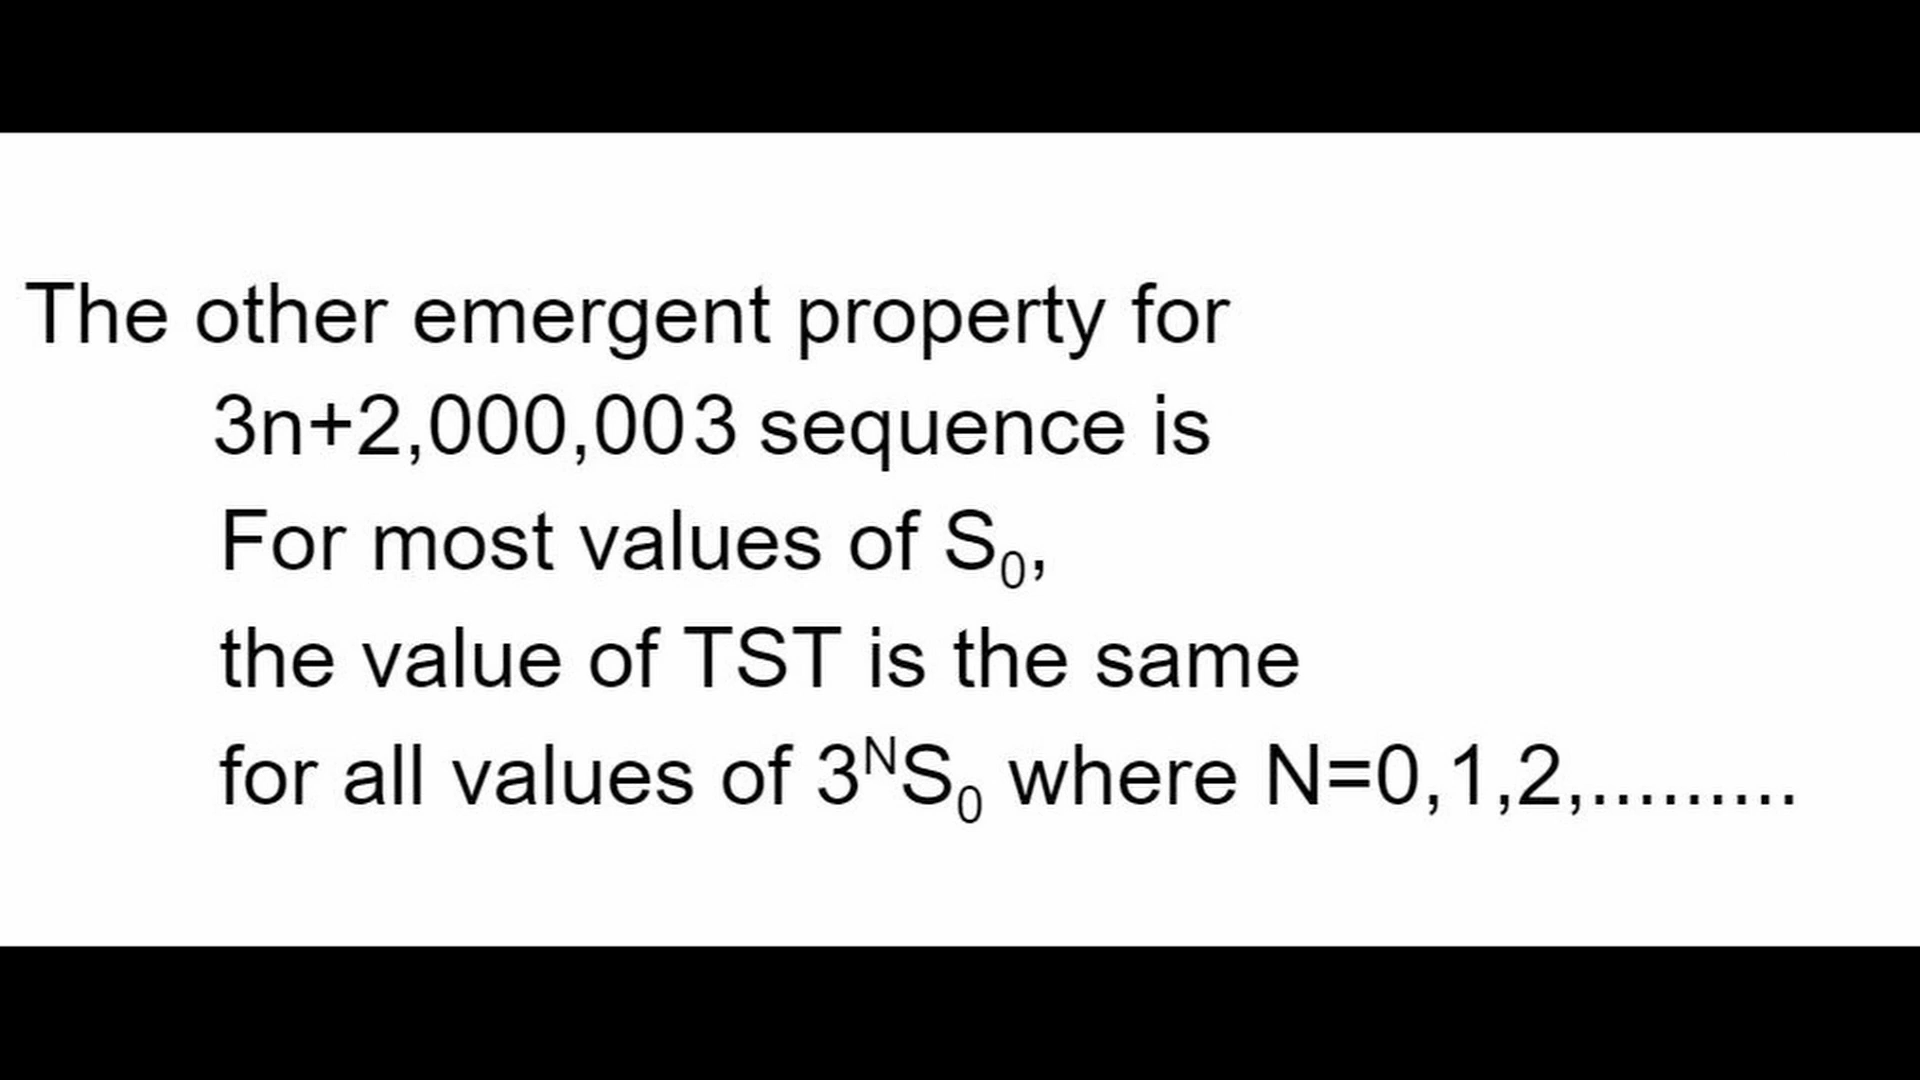 The other emergent property for
3n+2,000,003 sequence is
For most values of S₀,
the value of TST is the same
for all values of 3ᴺS₀ where N=0,1,2,.........